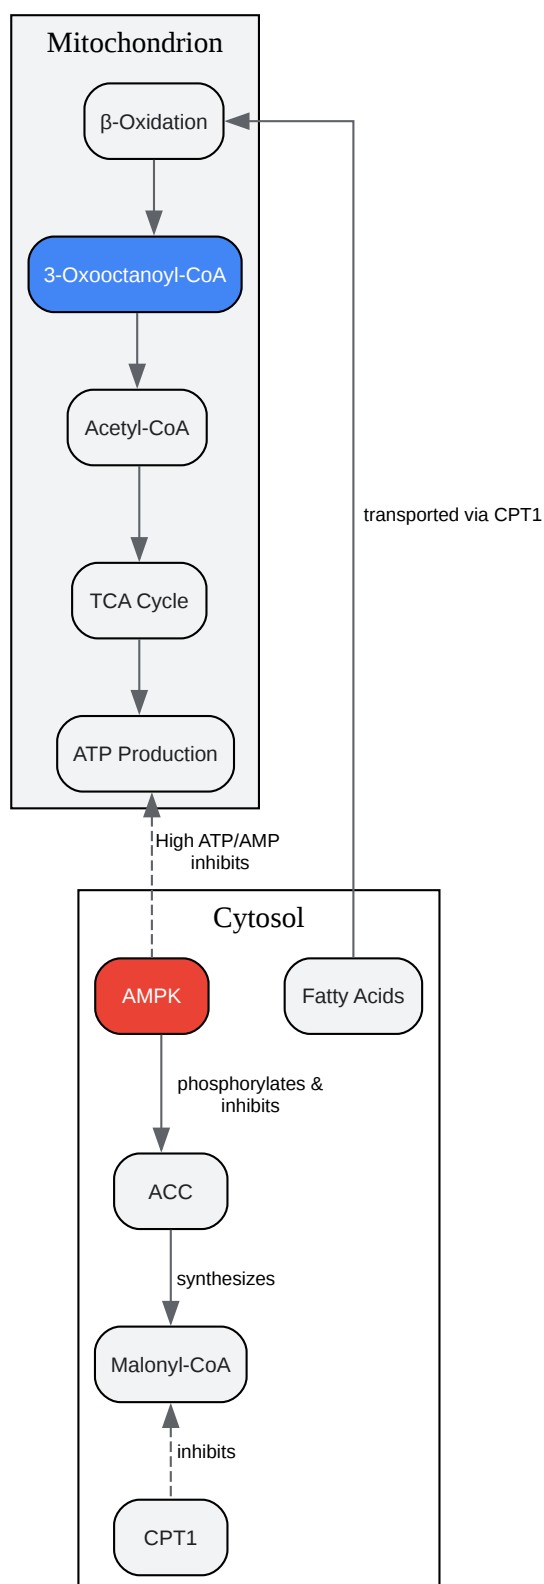 Mitochondrion
β-Oxidation
3-Oxooctanoyl-CoA
Acetyl-CoA
transported via CPT1
TCA Cycle
ATP Production
High ATP/AMP
inhibits
Cytosol
AMPK
Fatty Acids
phosphorylates &
inhibits
ACC
synthesizes
Malonyl-CoA
inhibits
CPT1